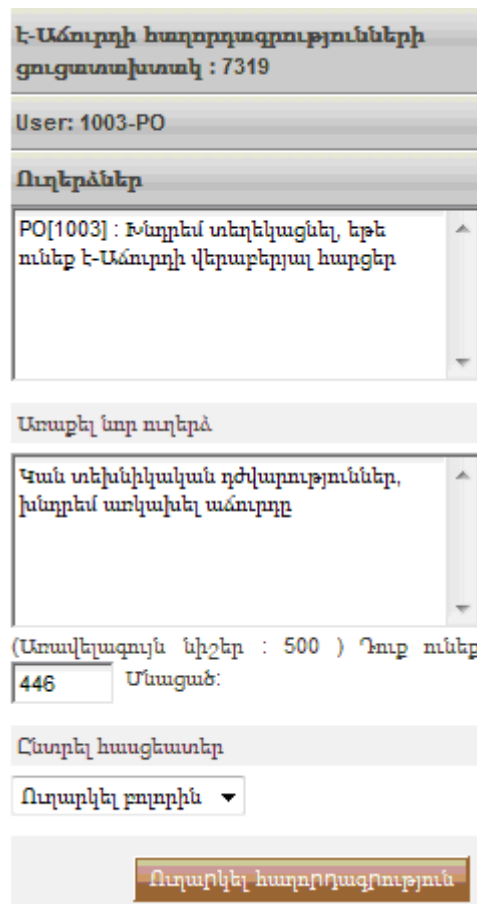 է-Աճուրդի հաղորդագրությունների
ցուցատախտակ : 7319
User: 1003-PO
Ուղերձներ
PO[1003] : Խնդրեմ տեղեկացնել, եթե
ունեք է-Աճուրդի վերաբերյալ հարցեր
Առաքել նոր ուղերձ
Կան տեխնիկական դժվարություններ,
խնդրեմ առկախել աճուրդը
(Առավելագույն նիշեր : 500 ) Դուք ունեք
446 Մնացած:
Ընտրել հասցեատեր
Ուղարկել բոլորին
Ուղարկել հաղորդագրություն